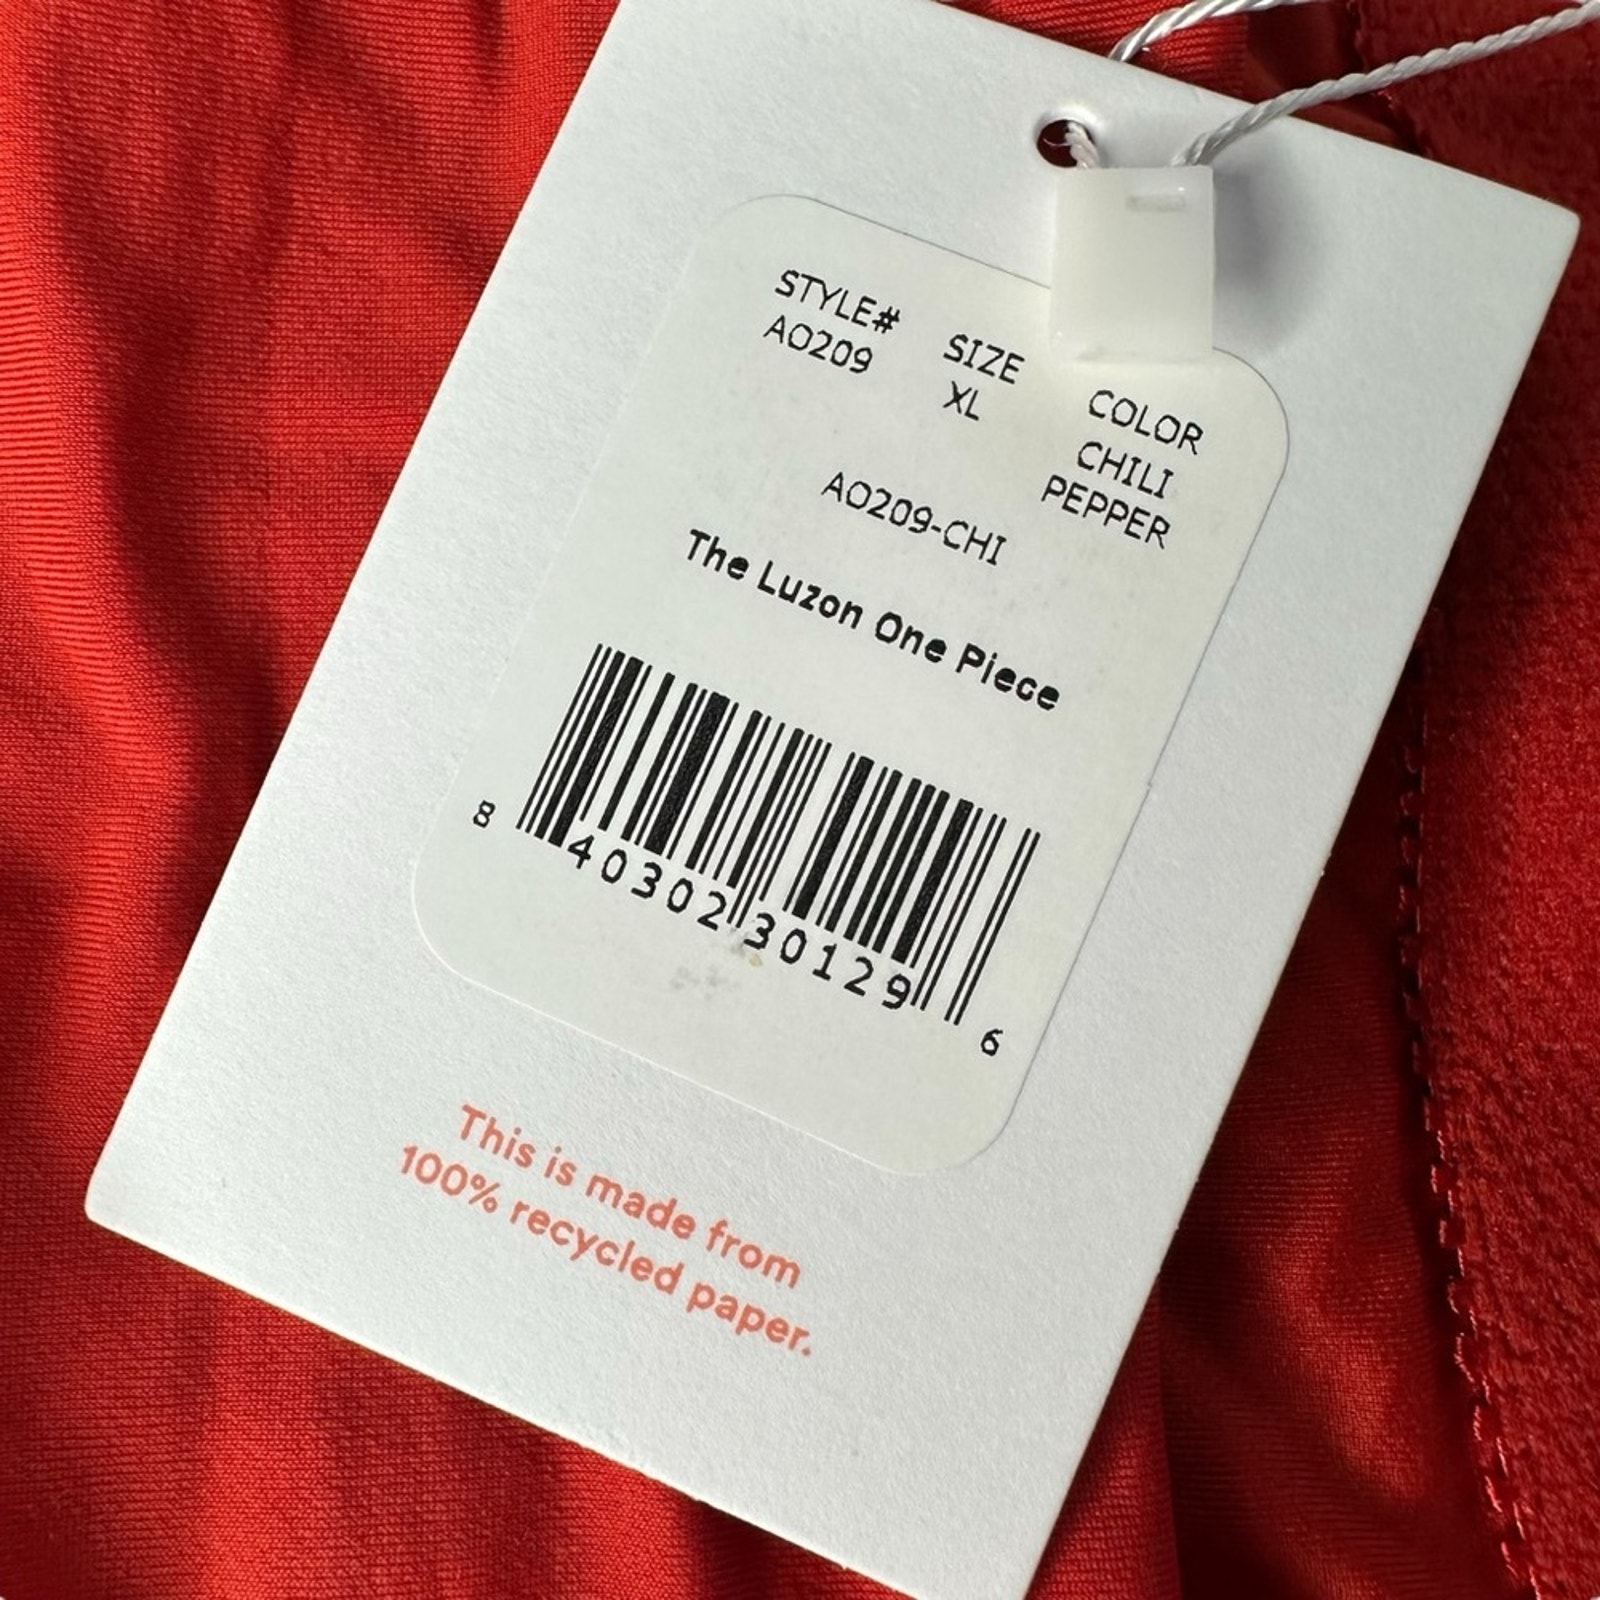 STYLE# SIZE COLOR
AO209 XL CHILI
PEPPER
AO209-CHI
The Luzon One Piece
8 40302 30129 6
This is made from
100% recycled paper.